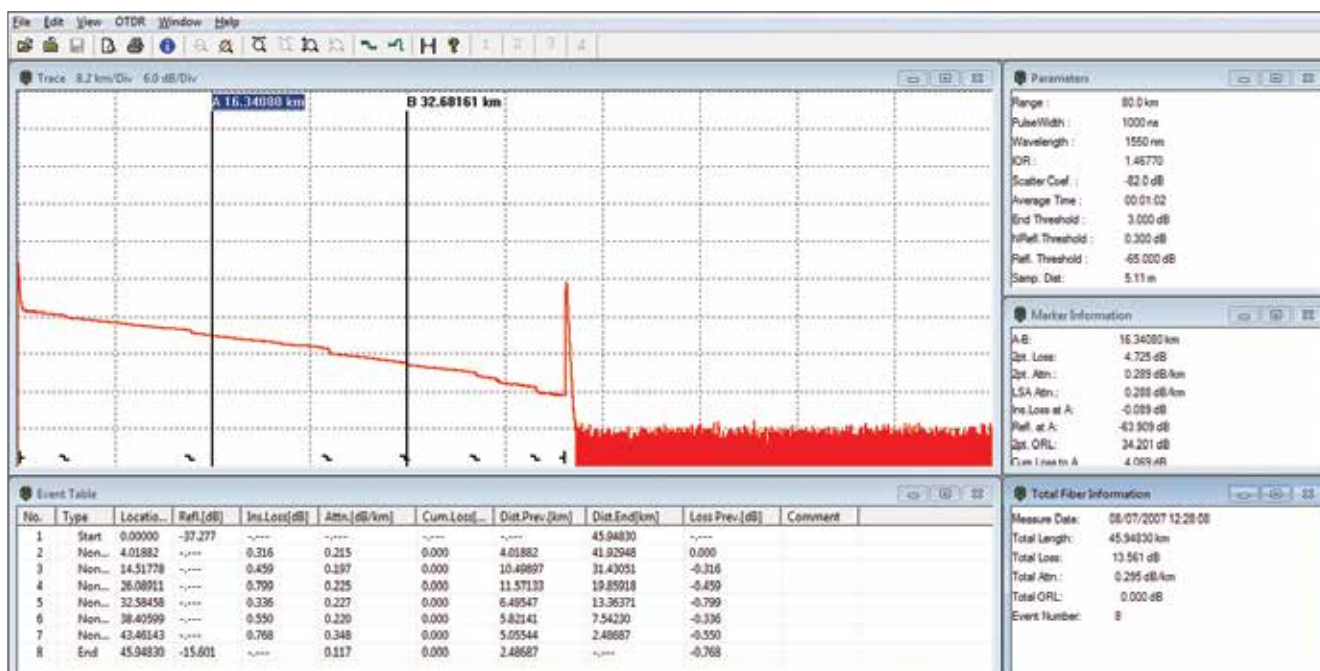 File Edit View OTDR Window Help
1 2 3 4
Trace 8.2 km/Div 6.0 dB/Div
A 16.34080 km B 32.68161 km
Parameters
Range : 80.0 km
PulseWidth : 1000 ns
Wavelength : 1550 nm
IOR : 1.46770
Scatter Coef. : -82.0 dB
Average Time : 00:01:02
End Threshold : 3.000 dB
NRefl.Threshold : 0.300 dB
Refl. Threshold : -65.000 dB
Samp. Dist: 5.11 m
Marker Information
A-B: 16.34080 km
2pt. Loss: 4.725 dB
2pt. Attn.: 0.289 dB/km
LSA Attn.: 0.288 dB/km
Ins.Loss at A: -0.089 dB
Refl. at A: -63.909 dB
2pt. ORL: 34.201 dB
Cum.Loss to A 4.069 dB
Event Table
No. Type Locatio... Refl.[dB] Ins.Loss[dB] Attn.[dB/km] Cum.Loss[... Dist.Prev.[km] Dist.End[km] Loss Prev.[dB] Comment
1 Start 0.00000 -37.277 -.--- -.--- -.--- -.--- 45.94830 -.---
2 Non... 4.01882 -.--- 0.316 0.215 0.000 4.01882 41.92948 0.000
3 Non... 14.51778 -.--- 0.459 0.197 0.000 10.49897 31.43051 -0.316
4 Non... 26.08911 -.--- 0.799 0.225 0.000 11.57133 19.85918 -0.459
5 Non... 32.58458 -.--- 0.336 0.227 0.000 6.49547 13.36371 -0.799
6 Non... 38.40599 -.--- 0.550 0.220 0.000 5.82141 7.54230 -0.336
7 Non... 43.46143 -.--- 0.768 0.348 0.000 5.05544 2.48687 -0.550
8 End 45.94830 -15.601 -.--- 0.117 0.000 2.48687 -.--- -0.768
Total Fiber Information
Measure Date: 08/07/2007 12:28:08
Total Length: 45.94830 km
Total Loss: 13.561 dB
Total Attn.: 0.295 dB/km
Total ORL: 0.000 dB
Event Number: 8